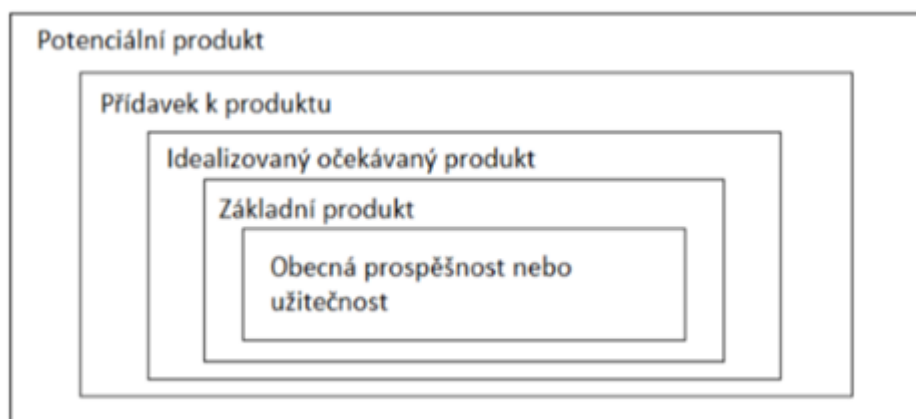 Potenciální produkt
Přídavek k produktu
Idealizovaný očekávaný produkt
Základní produkt
Obecná prospěšnost nebo
užitečnost